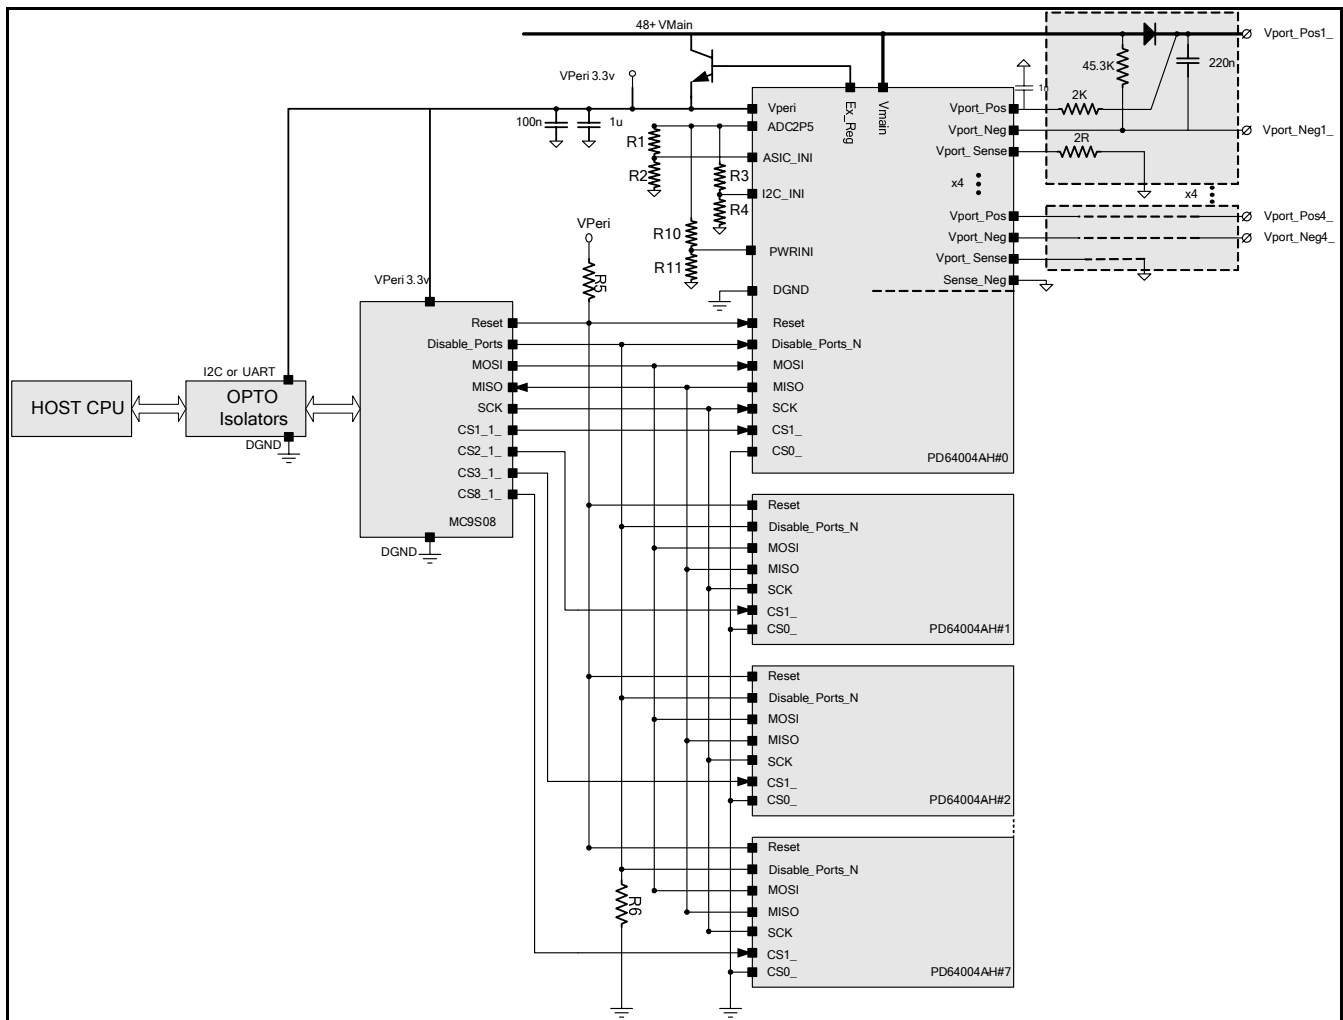 48+ VMain
Vport_Pos1_
VPeri 3.3v
45.3K
220n
1n
2K
Vperi
Ex_Reg
Vmain
Vport_Pos
100n
1u
ADC2P5
Vport_Neg
Vport_Neg1_
R1
2R
Vport_Sense
ASIC_INI
R2
R3
x4
I2C_INI
x4
R4
Vport_Pos
Vport_Pos4_
VPeri
R10
Vport_Neg
Vport_Neg4_
PWRINI
Vport_Sense
R11
R5
VPeri 3.3v
Sense_Neg
DGND
Reset
Reset
Disable_Ports
Disable_Ports_N
MOSI
MOSI
I2C or UART
MISO
MISO
HOST CPU
OPTO
Isolators
SCK
SCK
CS1_1_
CS1_
DGND
CS2_1_
CS0_
PD64004AH#0
CS3_1_
CS8_1_
MC9S08
DGND
Reset
Disable_Ports_N
MOSI
MISO
SCK
CS1_
CS0_
PD64004AH#1
Reset
Disable_Ports_N
MOSI
MISO
SCK
CS1_
CS0_
PD64004AH#2
Reset
Disable_Ports_N
R6
MOSI
MISO
SCK
CS1_
CS0_
PD64004AH#7